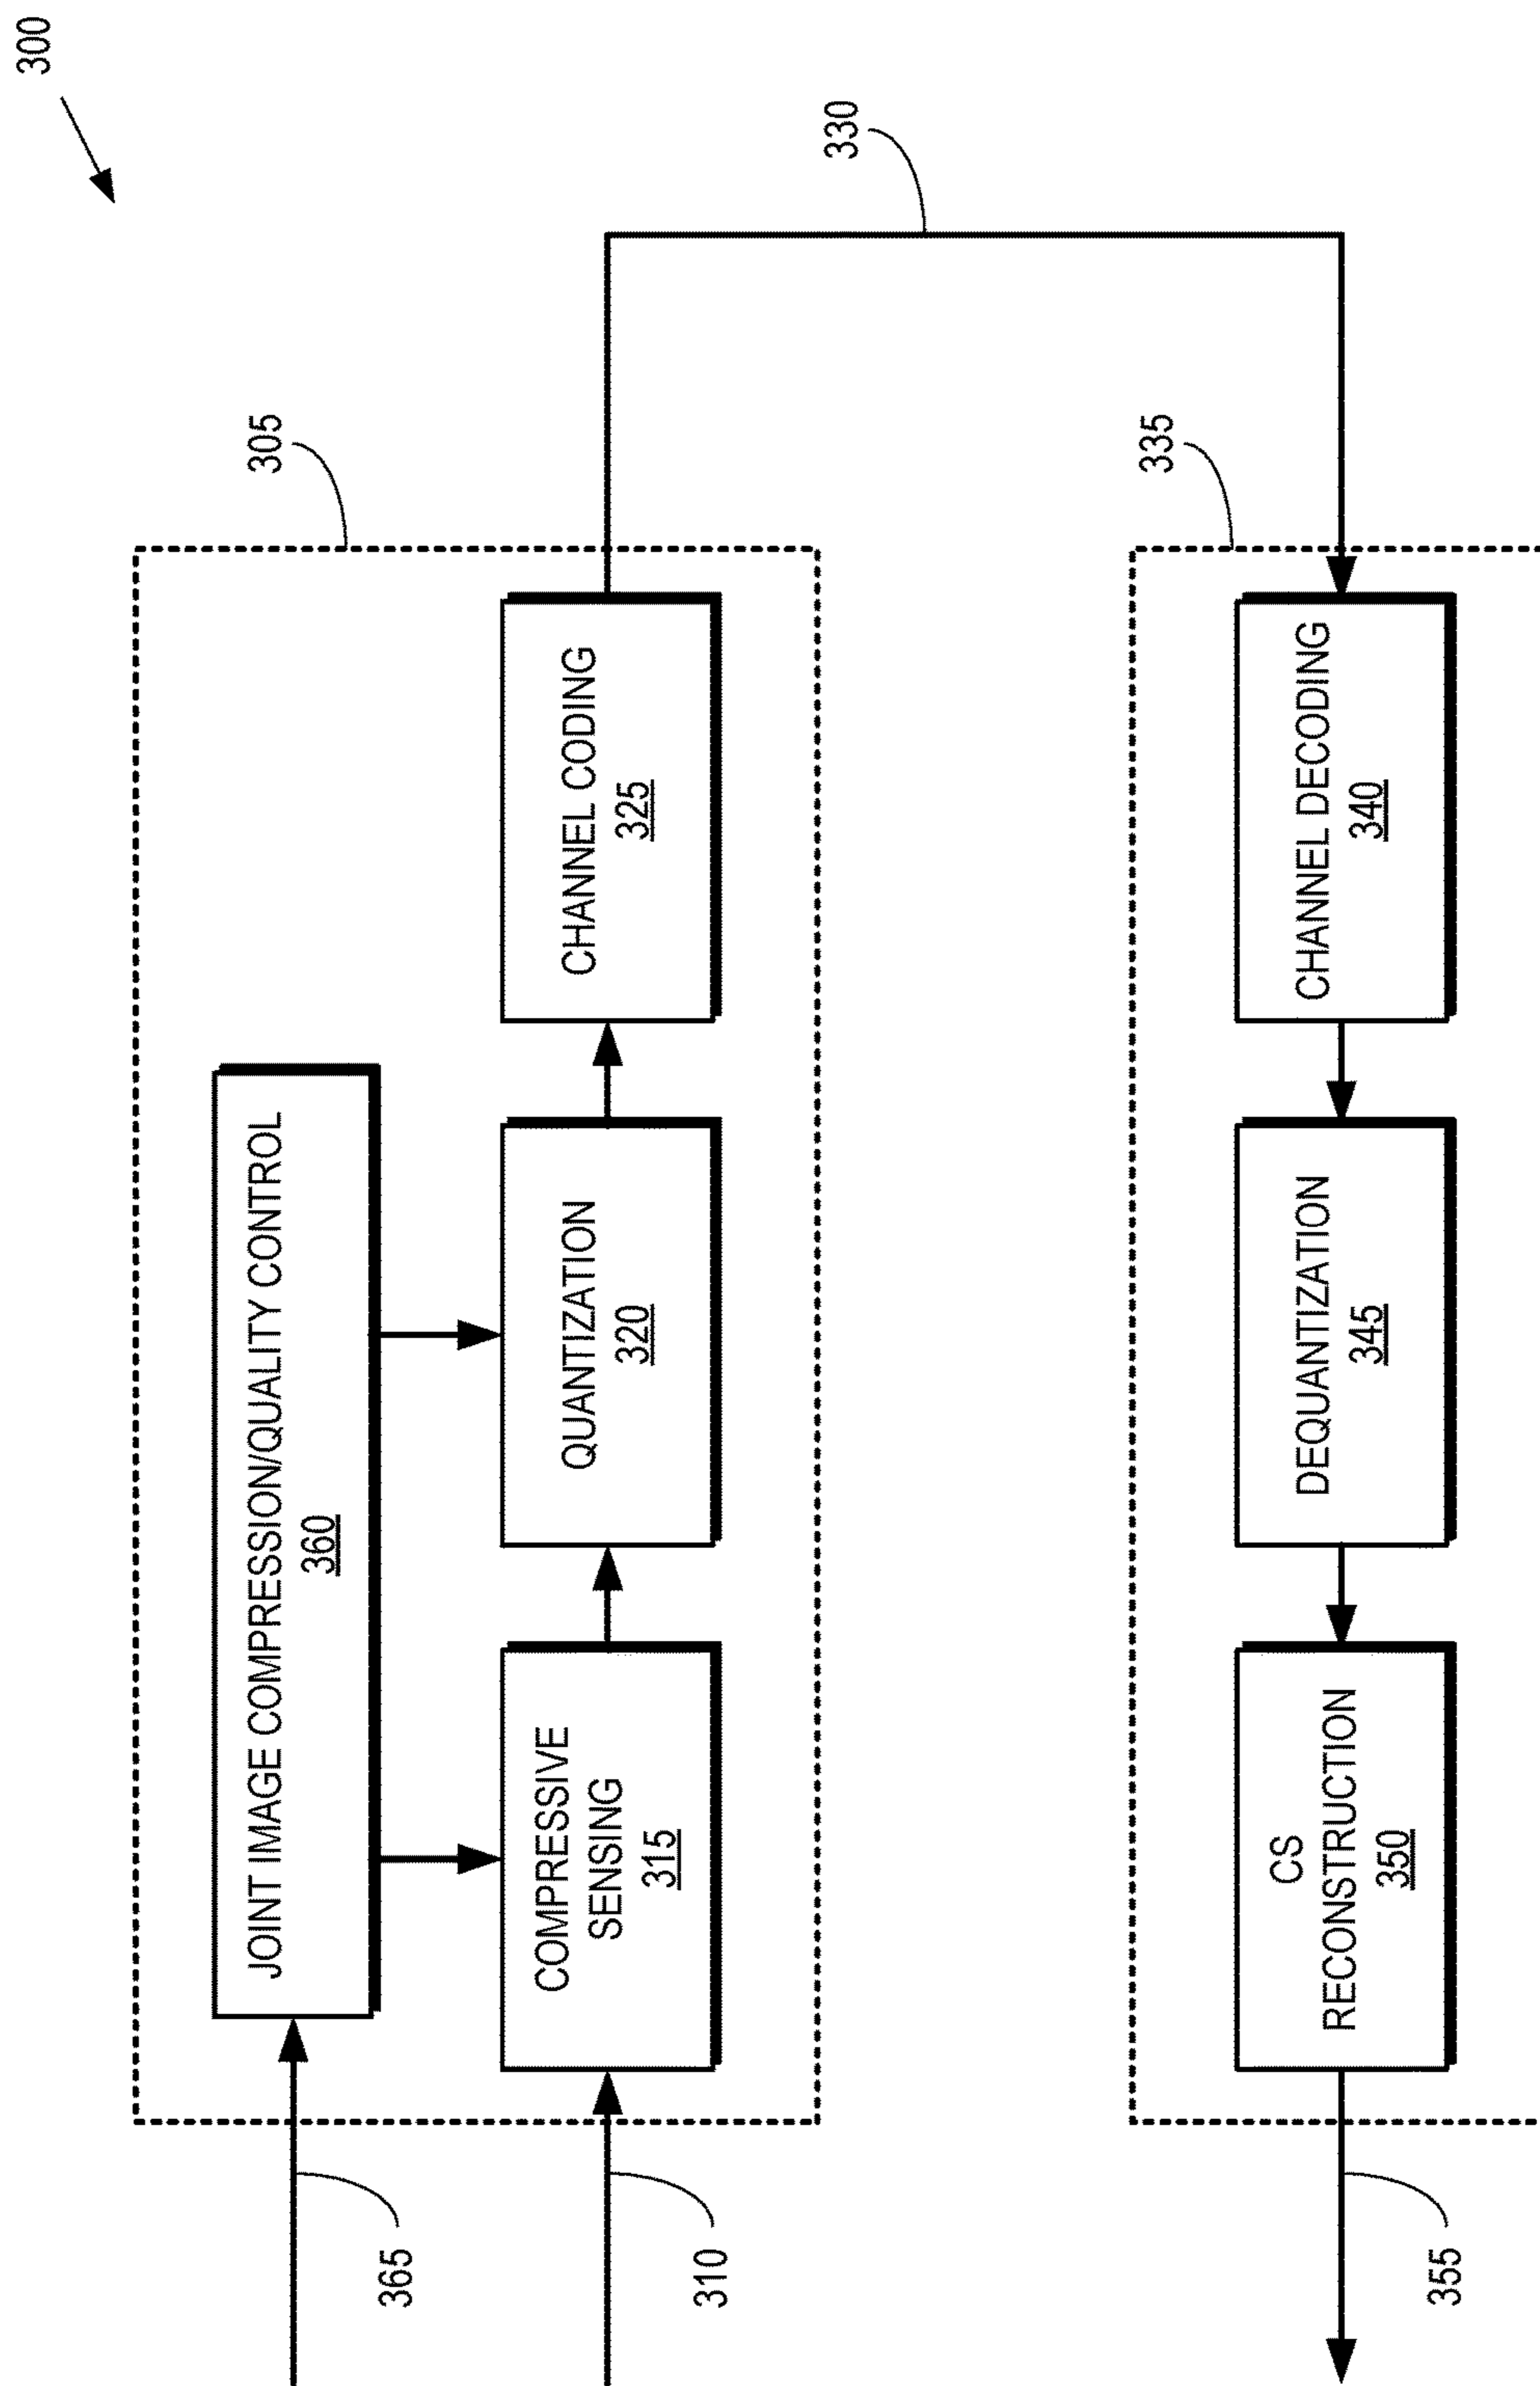 300
305
JOINT IMAGE COMPRESSION/QUALITY CONTROL
360
365
COMPRESSIVE
SENSING
315
QUANTIZATION
320
CHANNEL CODING
325
310
330
335
CS
RECONSTRUCTION
350
DEQUANTIZATION
345
CHANNEL DECODING
340
355